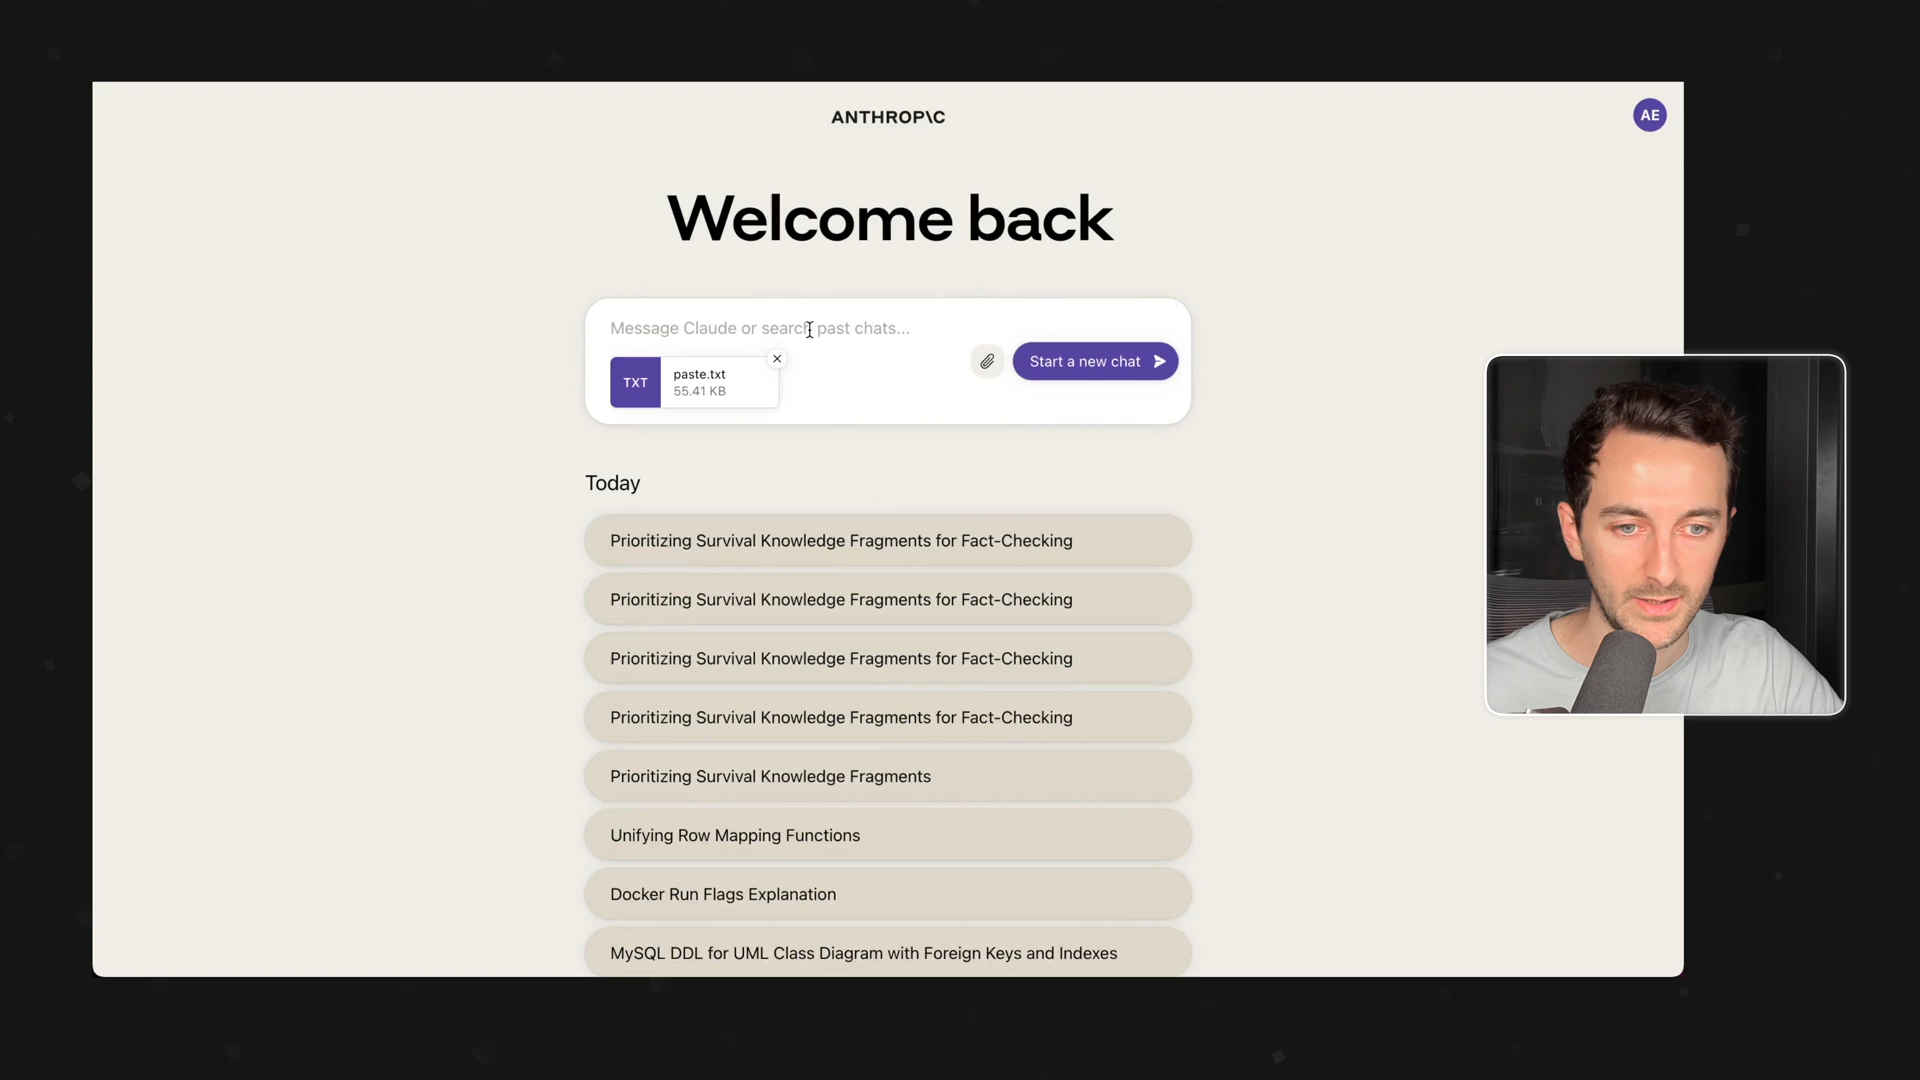 ANTHROP\C
AE
Welcome back
Message Claude or search past chats...
TXT
paste.txt
55.41 KB
Start a new chat
Today
Prioritizing Survival Knowledge Fragments for Fact-Checking
Prioritizing Survival Knowledge Fragments for Fact-Checking
Prioritizing Survival Knowledge Fragments for Fact-Checking
Prioritizing Survival Knowledge Fragments for Fact-Checking
Prioritizing Survival Knowledge Fragments
Unifying Row Mapping Functions
Docker Run Flags Explanation
MySQL DDL for UML Class Diagram with Foreign Keys and Indexes